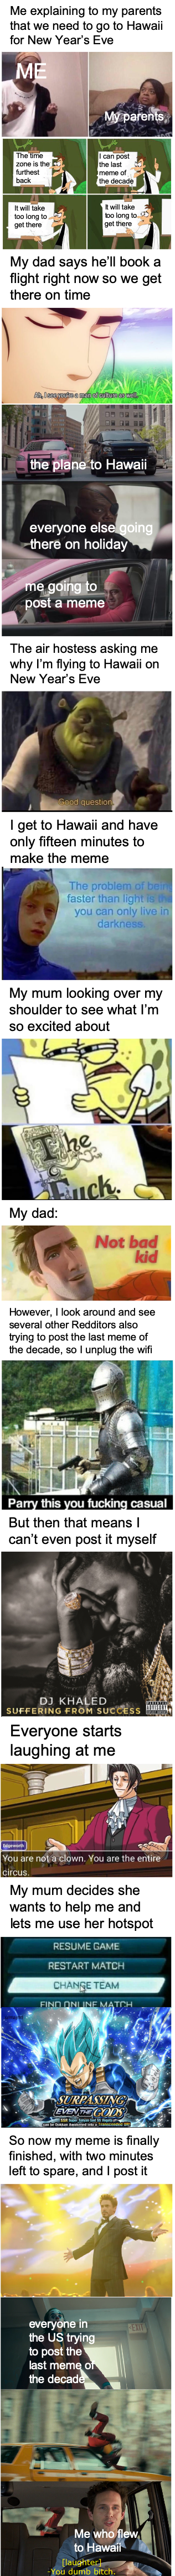 Me explaining to my parents
that we need to go to Hawaii
for New Year's Eve
ME
My parents
The time
zone is the
furthest
back
I can post
the last
meme of
the decade
It will take
too long to
get there
It will take
too long to
get there
My dad says he'll book a
flight right now so we get
there on time
Ah, I see you're a man of culture as well.
the plane to Hawaii
everyone else going
there on holiday
me going to
post a meme
The air hostess asking me
why I'm flying to Hawaii on
New Year's Eve
Good question.
I get to Hawaii and have
only fifteen minutes to
make the meme
The problem of being
faster than light is tha
you can only live in
darkness.
My mum looking over my
shoulder to see what I'm
so excited about
The
uck.
My dad:
Not bad
kid
However, I look around and see
several other Redditors also
trying to post the last meme of
the decade, so I unplug the wifi
Parry this you fucking casual
But then that means I
can't even post it myself
DJ KHALED
SUFFERING FROM SUCCESS
Everyone starts
laughing at me
Edgeworth
You are not a clown. You are the entire
circus.
My mum decides she
wants to help me and
lets me use her hotspot
RESUME GAME
RESTART MATCH
CHANGE TEAM
FIND ONLINE MATCH
SURPASSING
EVEN THE GODS
So now my meme is finally
finished, with two minutes
left to spare, and I post it
everyone in
the US trying
to post the
last meme of
the decade
Me who flew
to Hawaii
[laughter]
-You dumb bitch.